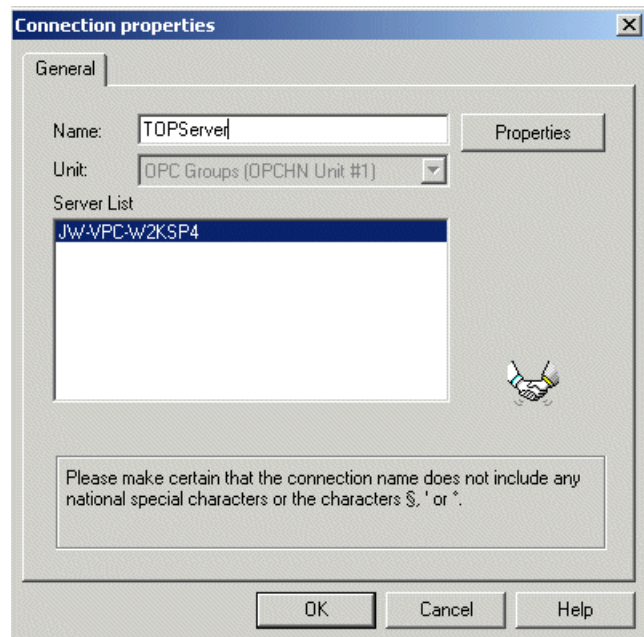 Connection properties
General
Name: TOPServer Properties
Unit: OPC Groups (OPCHN Unit #1)
Server List
JW-VPC-W2KSP4
Please make certain that the connection name does not include any
national special characters or the characters §, ' or ".
OK Cancel Help